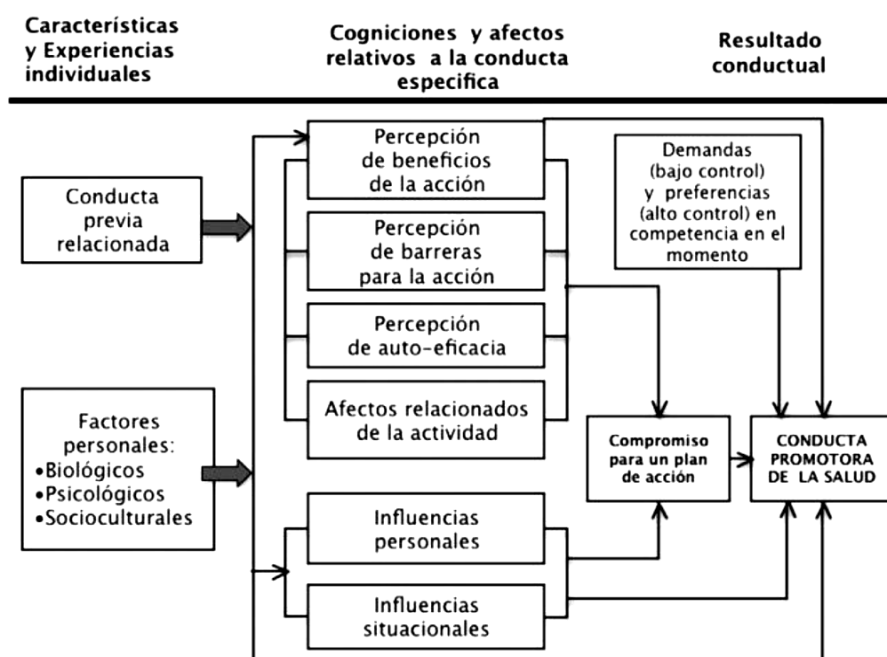 Características
y Experiencias
individuales
Cogniciones y afectos
relativos a la conducta
especifica
Resultado
conductual
Conducta
previa
relacionada
Factores
personales:
•Biológicos
•Psicológicos
•Socioculturales
Percepción
de beneficios
de la acción
Percepción
de barreras
para la acción
Percepción
de auto-eficacia
Afectos relacionados
de la actividad
Influencias
personales
Influencias
situacionales
Demandas
(bajo control)
y preferencias
(alto control) en
competencia en el
momento
Compromiso
para un plan
de acción
CONDUCTA
PROMOTORA
DE LA SALUD